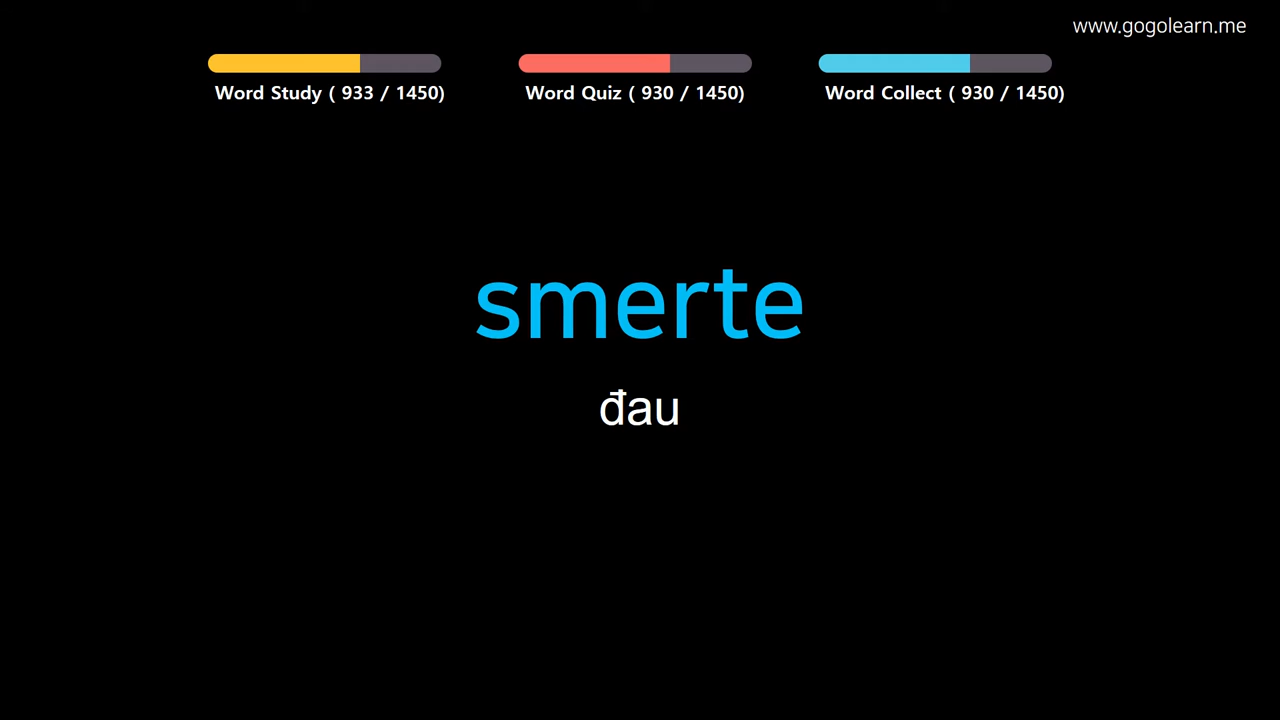 www.gogolearn.me
Word Study ( 933 / 1450)
Word Quiz ( 930 / 1450)
Word Collect ( 930 / 1450)
smerte
đau